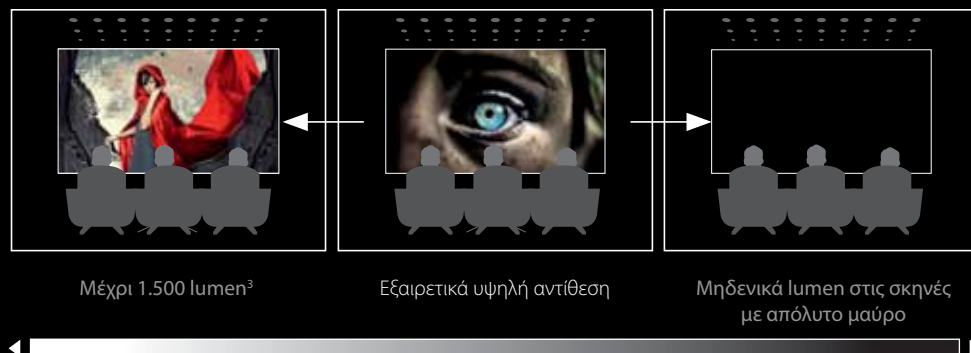 Μέχρι 1.500 lumen³
Εξαιρετικά υψηλή αντίθεση
Μηδενικά lumen στις σκηνές
με απόλυτο μαύρο